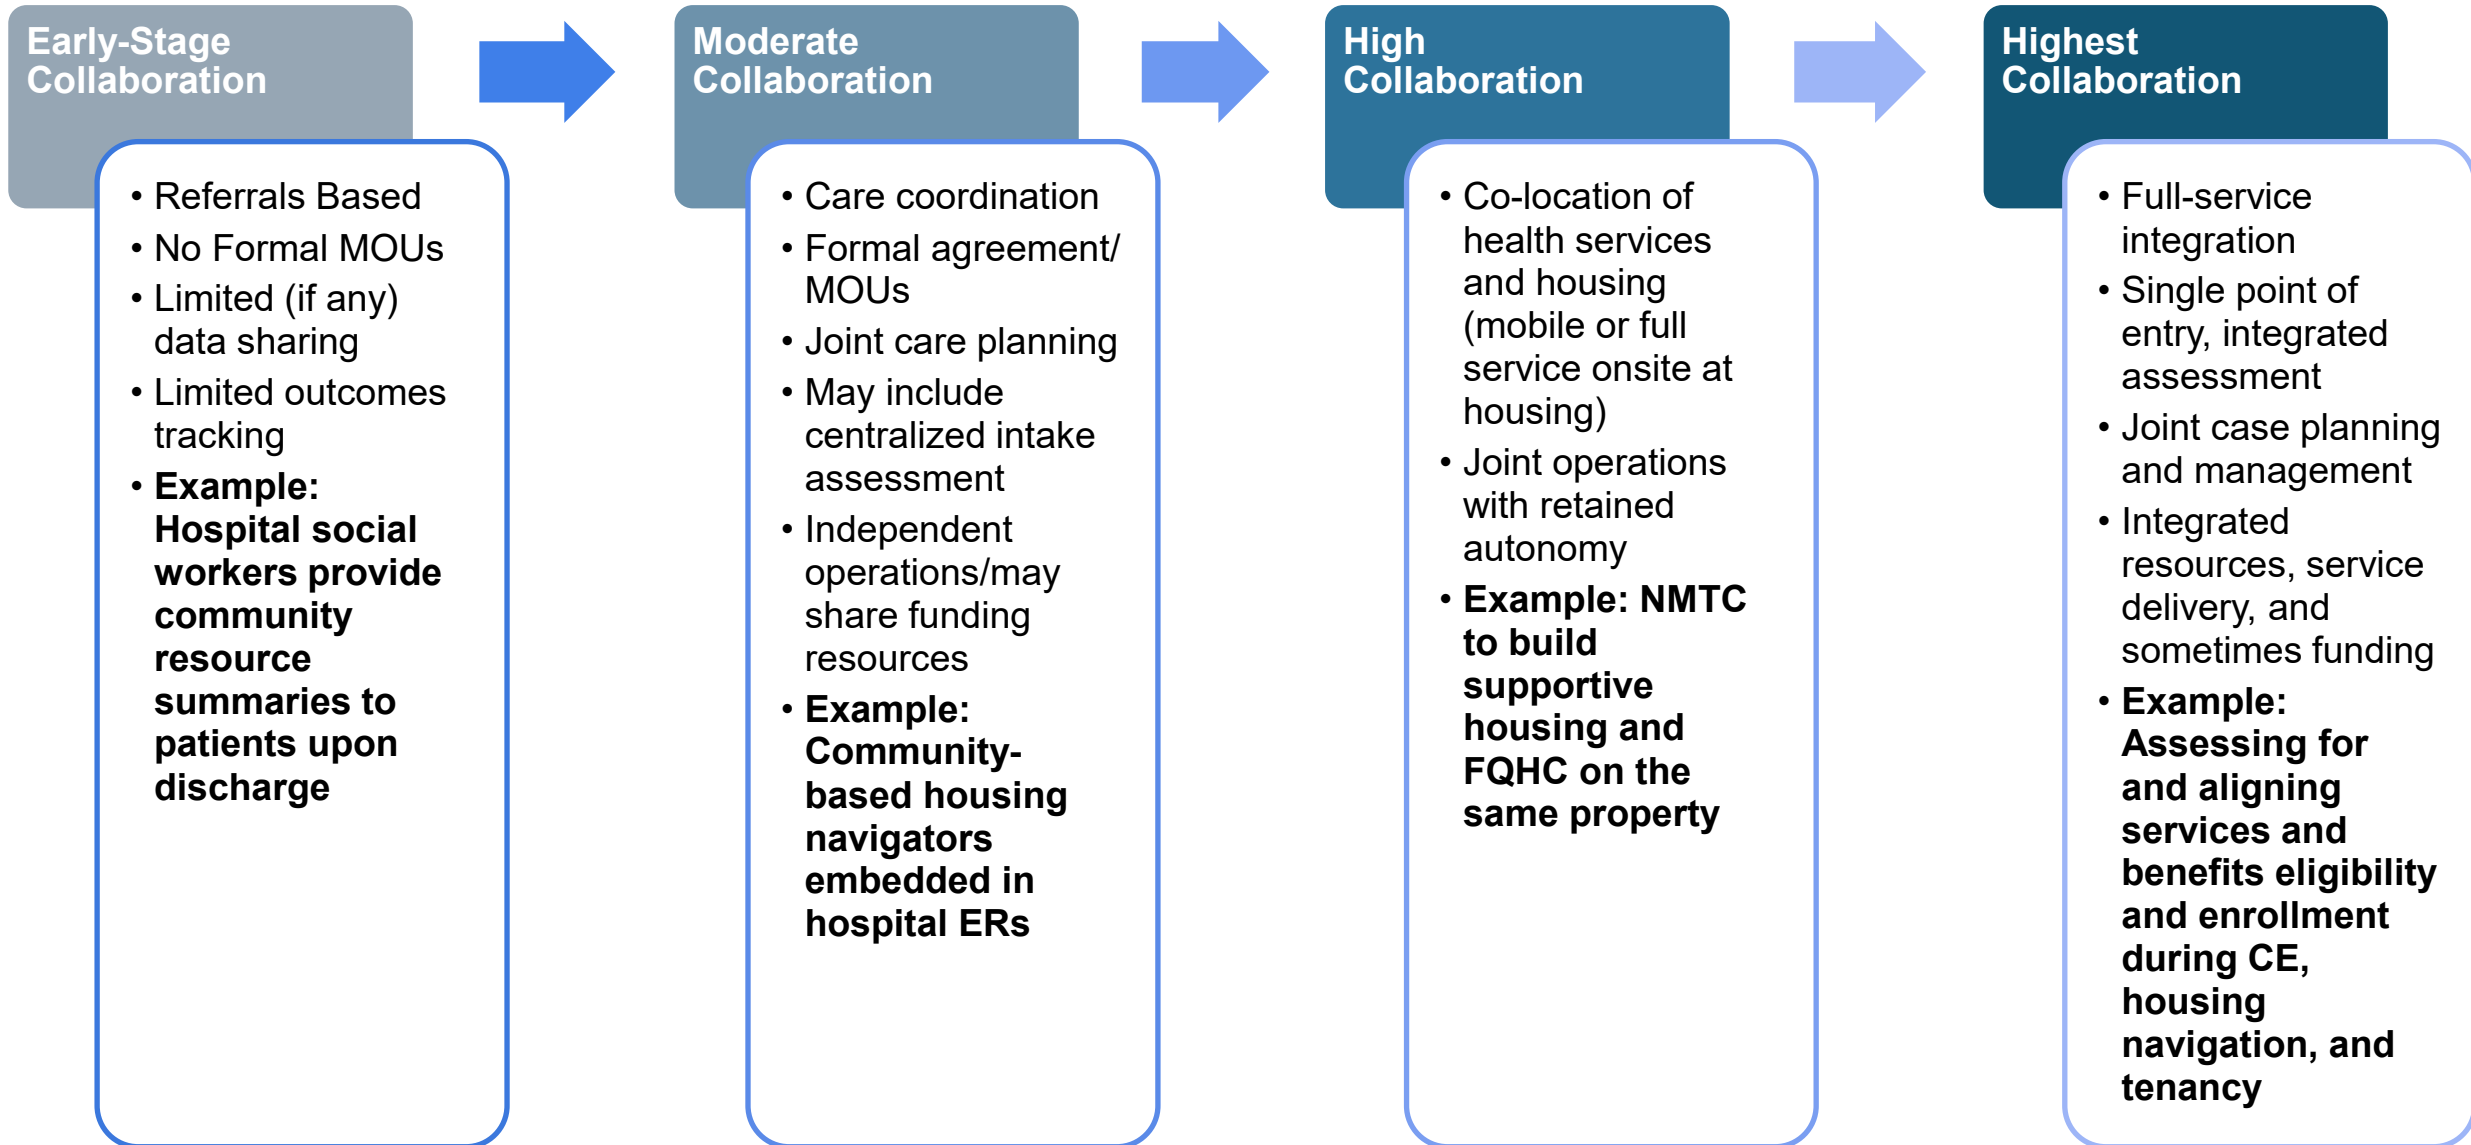 Early-Stage
Collaboration
• Referrals Based
• No Formal MOUs
• Limited (if any)
data sharing
• Limited outcomes
tracking
• Example:
Hospital social
workers provide
community
resource
summaries to
patients upon
discharge
Moderate
Collaboration
• Care coordination
• Formal agreement/
MOUs
• Joint care planning
• May include
centralized intake
assessment
• Independent
operations/may
share funding
resources
• Example:
Community-
based housing
navigators
embedded in
hospital ERs
High
Collaboration
• Co-location of
health services
and housing
(mobile or full
service onsite at
housing)
• Joint operations
with retained
autonomy
• Example: NMTC
to build
supportive
housing and
FQHC on the
same property
Highest
Collaboration
• Full-service
integration
• Single point of
entry, integrated
assessment
• Joint case planning
and management
• Integrated
resources, service
delivery, and
sometimes funding
• Example:
Assessing for
and aligning
services and
benefits eligibility
and enrollment
during CE,
housing
navigation, and
tenancy